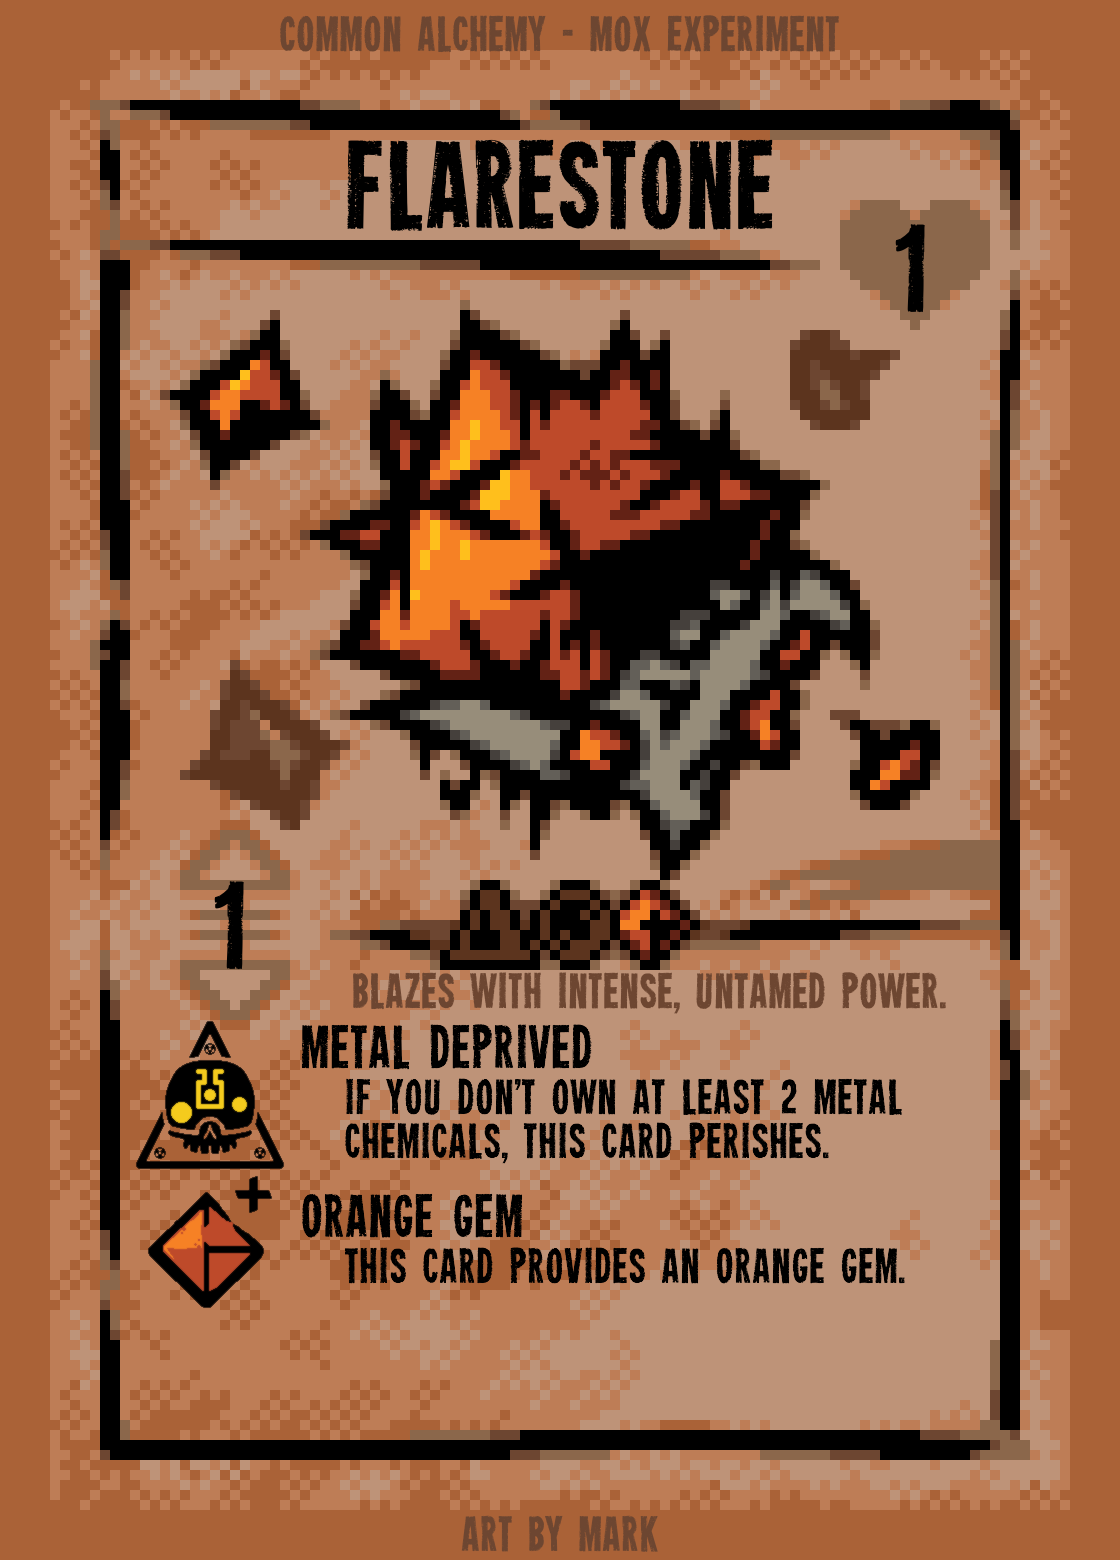 COMMON ALCHEMY - MOX EXPERIMENT
FLARESTONE
1
1
BLAZES WITH INTENSE, UNTAMED POWER.
METAL DEPRIVED
IF YOU DON'T OWN AT LEAST 2 METAL
CHEMICALS, THIS CARD PERISHES.
ORANGE GEM
THIS CARD PROVIDES AN ORANGE GEM.
ART BY MARK